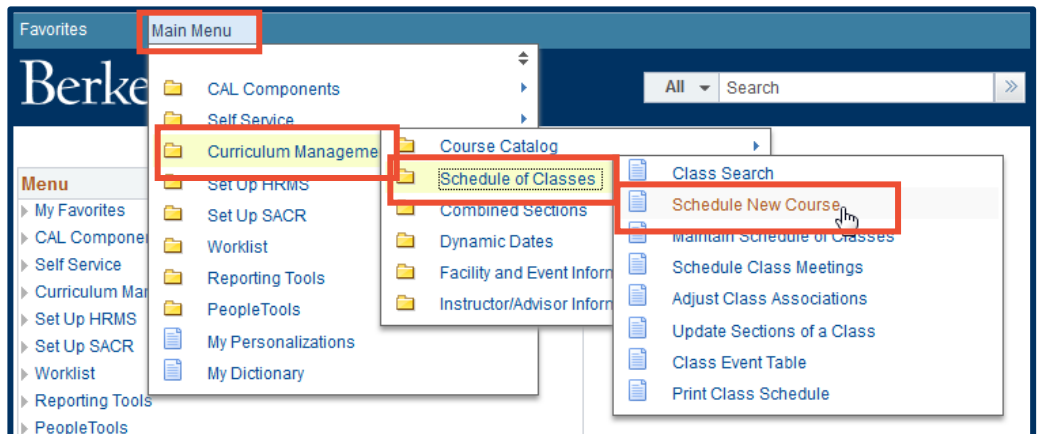 Favorites Main Menu
Berke
All Search
CAL Components
Self Service
Curriculum Manageme
Set Up HRMS
Set Up SACR
Worklist
Reporting Tools
PeopleTools
My Personalizations
My Dictionary
Course Catalog
Schedule of Classes
Combined Sections
Dynamic Dates
Facility and Event Inforn
Instructor/Advisor Inforn
Class Search
Schedule New Course
Maintain Schedule of Classes
Schedule Class Meetings
Adjust Class Associations
Update Sections of a Class
Class Event Table
Print Class Schedule
Menu
My Favorites
CAL Componen
Self Service
Curriculum Mar
Set Up HRMS
Set Up SACR
Worklist
Reporting Tools
PeopleTools